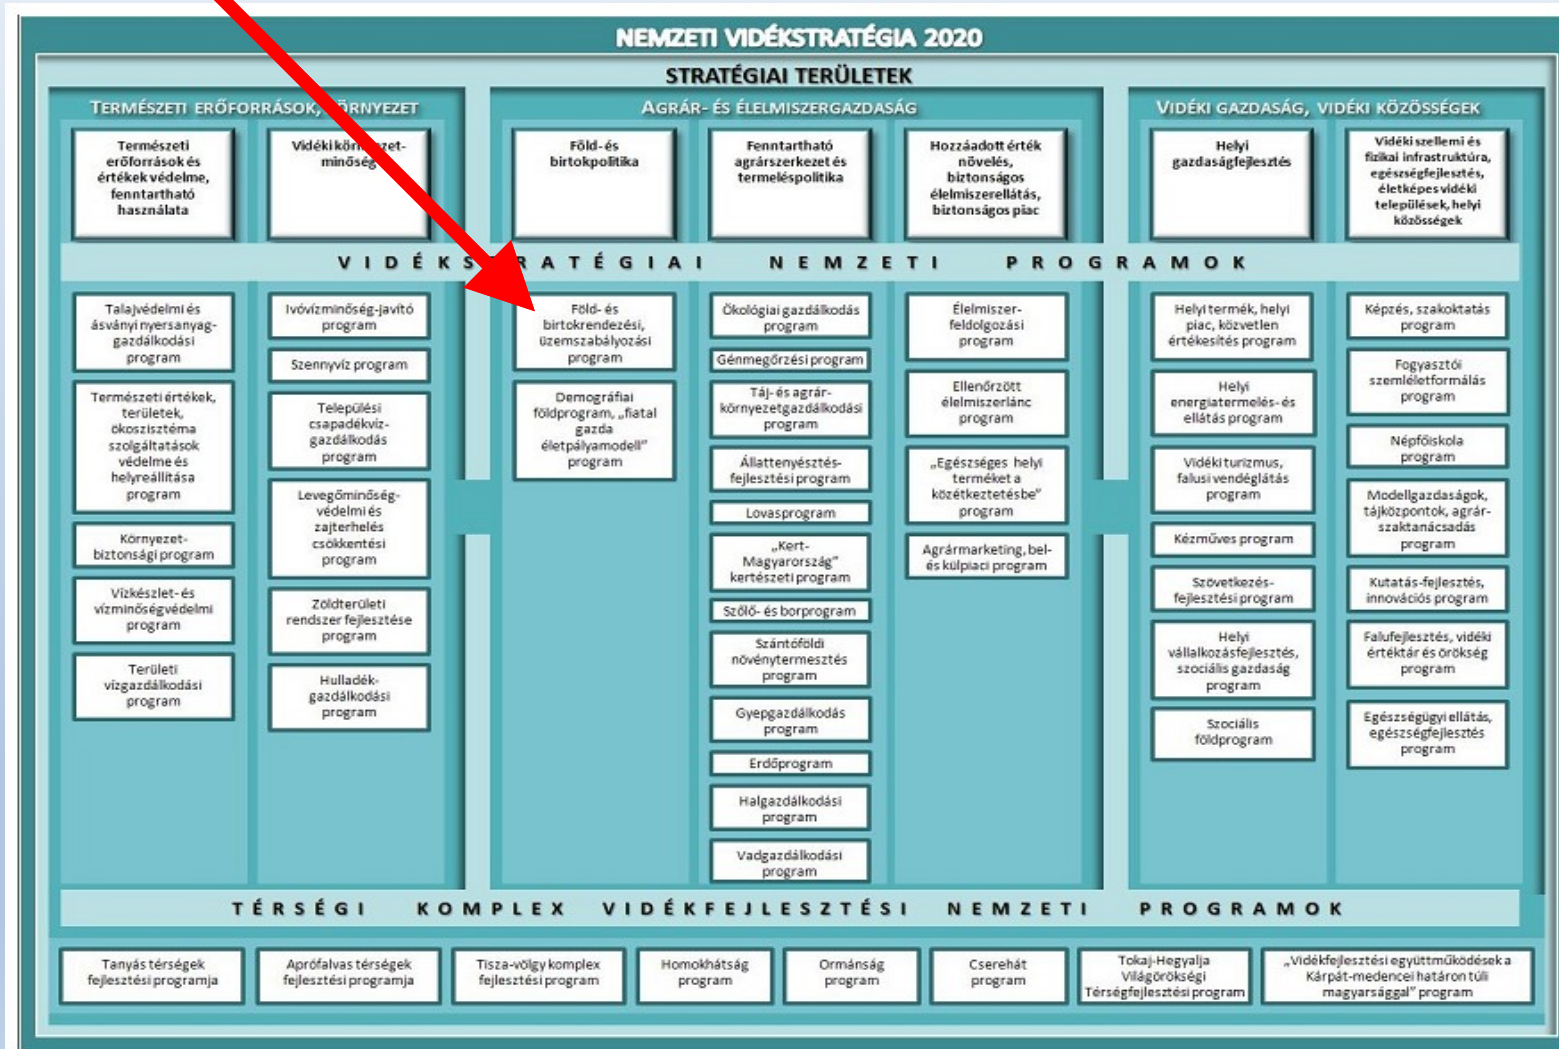 NEMZETI VIDÉKSTRATÉGIA 2020
STRATÉGIAI TERÜLETEK
TERMÉSZETI ERŐFORRÁSOK, KÖRNYEZET
Természeti
erőforrások és
értékek védelme,
fenntartható
használata
Vidéki környezet-
minőség
AGRÁR- ÉS ÉLELMISZERGAZDASÁG
Föld- és
birtokpolitika
Fenntartható
agrárszerkezet és
termeléspolitika
Hozzáadott érték
növelés,
biztonságos
élelmiszerellátás,
biztonságos piac
VIDÉKI GAZDASÁG, VIDÉKI KÖZÖSSÉGEK
Helyi
gazdaságfejlesztés
Vidéki szellemi és
fizikai infrastruktúra,
egészségfejlesztés,
életképes vidéki
települések, helyi
közösségek
VIDÉKSTRATÉGIAI NEMZETI PROGRAMOK
Talajvédelmi és
ásványi nyersanyag-
gazdálkodási
program
Természeti értékek,
területek,
ökoszisztéma
szolgáltatások
védelme és
helyreállítása
program
Környezet-
biztonsági program
Vízkészlet- és
vízminőségvédelmi
program
Területi
vízgazdálkodási
program
Ivóvízminőség-javító
program
Szennyvíz program
Települési
csapadékvíz-
gazdálkodás
program
Levegőminőség-
védelmi és
zajterhelés
csökkentési
program
Zöldterületi
rendszer fejlesztése
program
Hulladék-
gazdálkodási
program
Föld- és
birtokrendezési,
üzemszabályozási
program
Demográfiai
földprogram, „fiatal
gazda
életpályamodell”
program
Ökológiai gazdálkodás
program
Génmegőrzési program
Táj- és agrár-
környezetgazdálkodási
program
Állattenyésztés-
fejlesztési program
Lovasprogram
„Kert-
Magyarország”
kertészeti program
Szőlő- és borprogram
Szántóföldi
növénytermesztés
program
Gyepgazdálkodás
program
Erdőprogram
Halgazdálkodási
program
Vadgazdálkodási
program
Élelmiszer-
feldolgozási
program
Ellenőrzött
élelmiszerlánc
program
„Egészséges helyi
terméket a
közétkeztetésbe”
program
Agrármarketing, bel-
és külpiaci program
Helyi termék, helyi
piac, közvetlen
értékesítés program
Helyi
energiatermelés- és
ellátás program
Vidéki turizmus,
falusi vendéglátás
program
Kézműves program
Szövetkezés-
fejlesztési program
Helyi
vállalkozásfejlesztés,
szociális gazdaság
program
Szociális
földprogram
Képzés, szakoktatás
program
Fogyasztói
szemléletformálás
program
Népfőiskola
program
Modellgazdaságok,
tájközpontok, agrár-
szaktanácsadás
program
Kutatás-fejlesztés,
innovációs program
Falufejlesztés, vidéki
értéktár és örökség
program
Egészségügyi ellátás,
egészségfejlesztés
program
TÉRSÉGI KOMPLEX VIDÉKFEJLESZTÉSI NEMZETI PROGRAMOK
Tanyás térségek
fejlesztési programja
Aprófalvas térségek
fejlesztési programja
Tisza-völgy komplex
fejlesztési program
Homokhátság
program
Ormánság
program
Cserehát
program
Tokaj-Hegyalja
Világörökségi
Térségfejlesztési program
„Vidékfejlesztési együttműködések a
Kárpát-medencei határon túli
magyarsággal” program